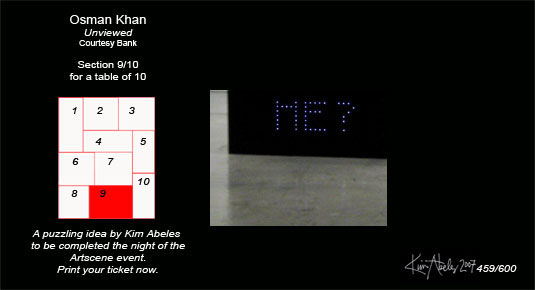 Osman Khan
Unviewed
Courtesy Bank
Section 9/10
for a table of 10
1 2 3
4 5
6 7
8 9 10
A puzzling idea by Kim Abeles
to be completed the night of the
Artscene event.
Print your ticket now.
ME?
Kim Abeles 2007 459/600